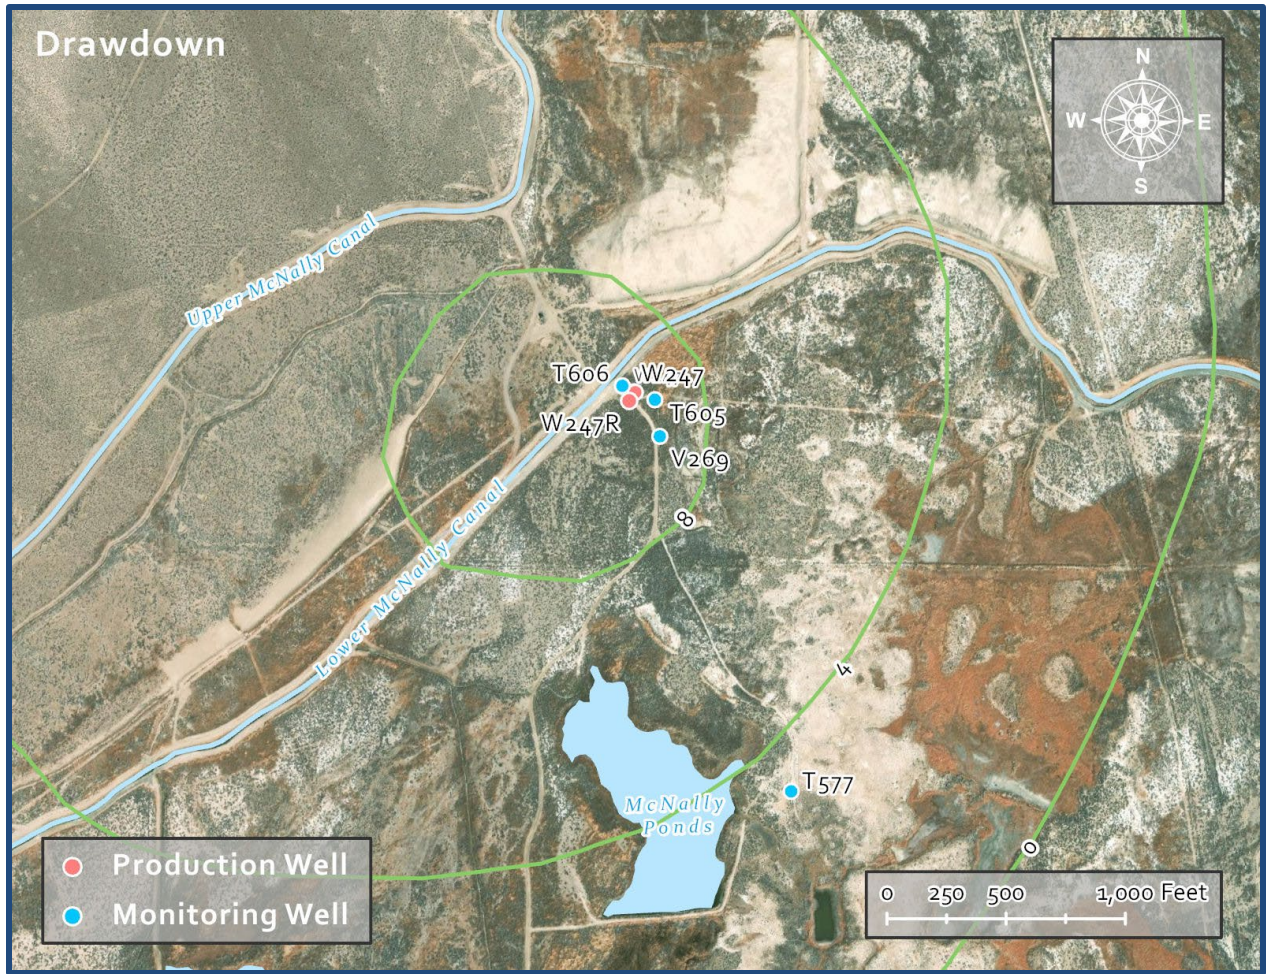 Drawdown
N
W E
S
Upper McNally Canal
T606
W247
W247R
T605
V269
8
Lower McNally Canal
4
T577
McNally
Ponds
0
Production Well
Monitoring Well
0 250 500 1,000 Feet